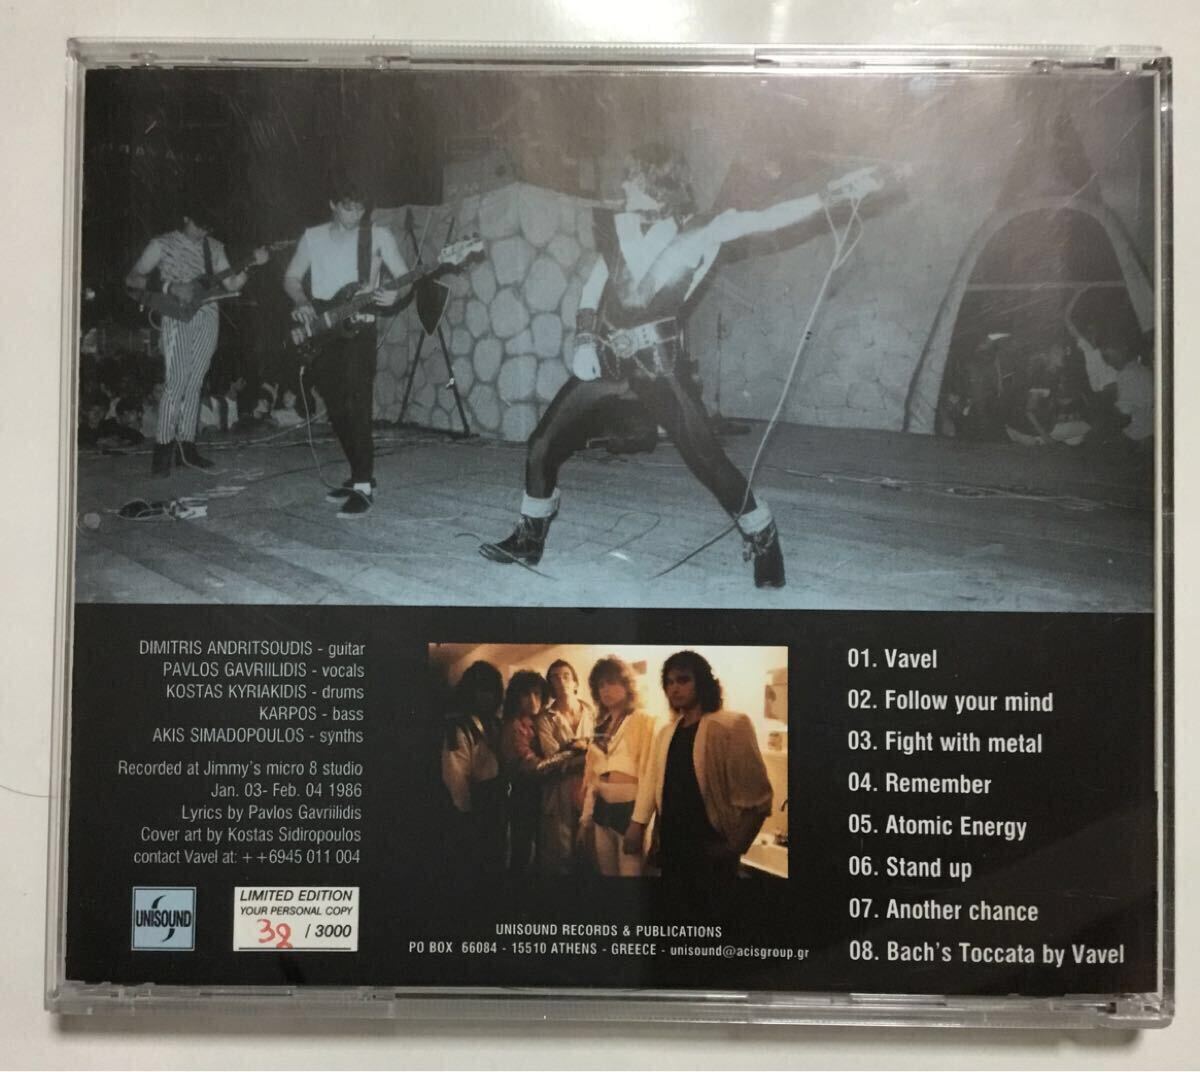 DIMITRIS ANDRITSOUDIS - guitar
PAVLOS GAVRIILIDIS - vocals
KOSTAS KYRIAKIDIS - drums
KARPOS - bass
AKIS SIMADOPOULOS - synths
Recorded at Jimmy's micro 8 studio
Jan. 03- Feb. 04 1986
Lyrics by Pavlos Gavriilidis
Cover art by Kostas Sidiropoulos
contact Vavel at: + +6945 011 004
UNISOUND
LIMITED EDITION
YOUR PERSONAL COPY
38 / 3000
UNISOUND RECORDS & PUBLICATIONS
PO BOX 66084 - 15510 ATHENS - GREECE - unisound@acisgroup.gr
01. Vavel
02. Follow your mind
03. Fight with metal
04. Remember
05. Atomic Energy
06. Stand up
07. Another chance
08. Bach's Toccata by Vavel